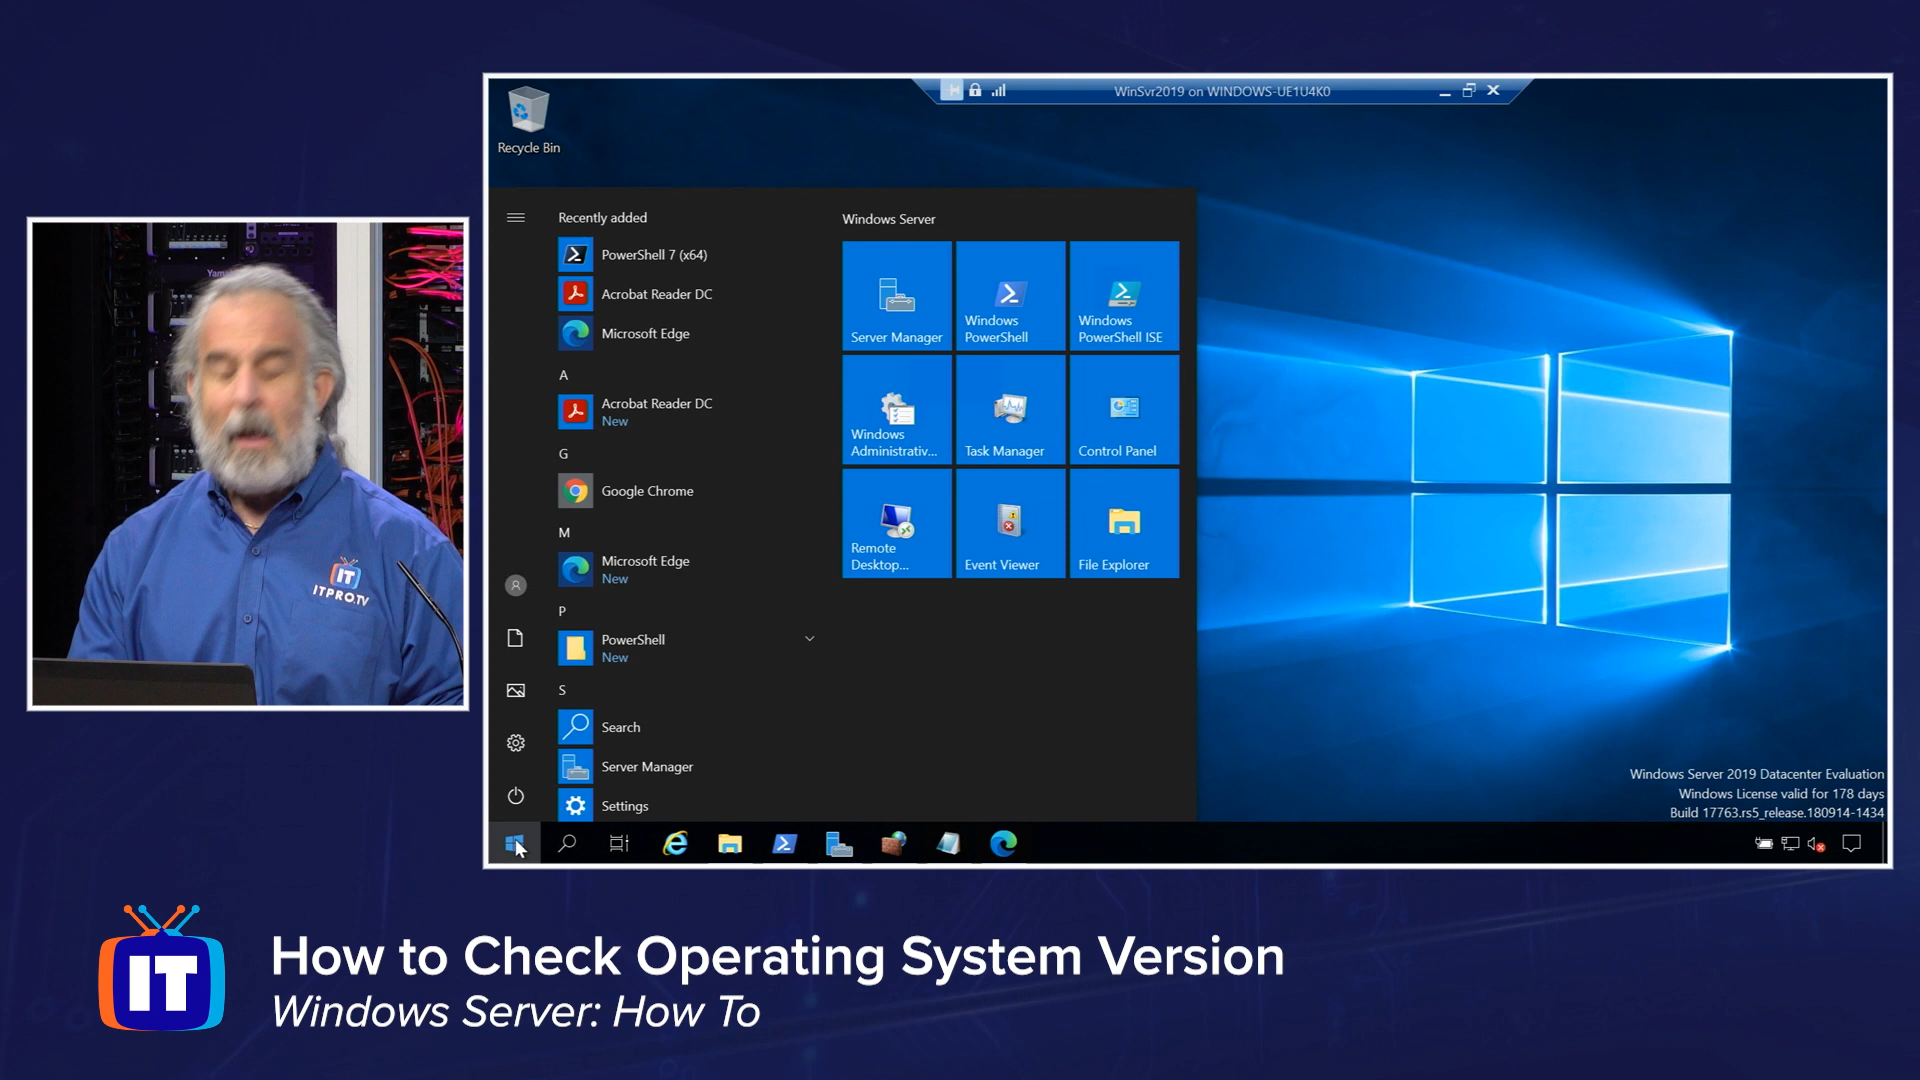 WinSvr2019 on WINDOWS-UE1U4K0
Recycle Bin
Recently added
PowerShell 7 (x64)
Acrobat Reader DC
Microsoft Edge
A
Acrobat Reader DC
New
G
Google Chrome
M
Microsoft Edge
New
P
PowerShell
New
S
Search
Server Manager
Settings
Windows Server
Server Manager
Windows
PowerShell
Windows
PowerShell ISE
Windows
Administrativ...
Task Manager
Control Panel
Remote
Desktop...
Event Viewer
File Explorer
Windows Server 2019 Datacenter Evaluation
Windows License valid for 178 days
Build 17763.rs5_release.180914-1434
IT
ITPRO.TV
IT
How to Check Operating System Version
Windows Server: How To